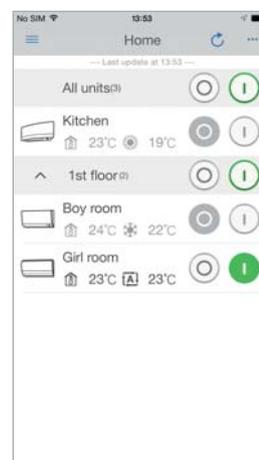 No SIM 13:53
Home
--- Last update at 13:53 ---
All units(3)
Kitchen
23°C 19°C
1st floor(2)
Boy room
24°C 22°C
Girl room
23°C A 23°C